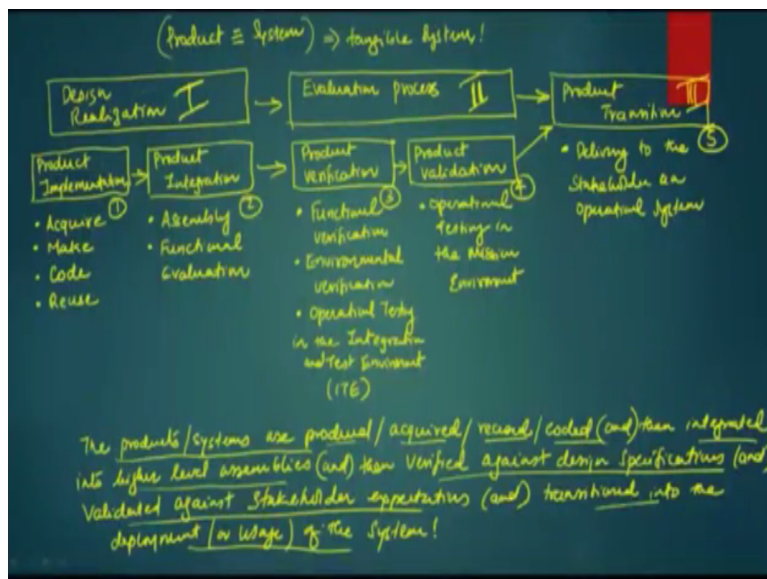 (Product ≡ System) ⇒ tangible System!
Design
Realization I
Evaluation process II
Product III
Transition
Product
Implementation
Product
Integration
Product
verification
Product
validation
1
2
3
4
5
• Acquire
• Make
• Code
• Reuse
• Assembly
• Functional
Evaluation
• Functional
verification
• Environmental
verification
• Operational Testing
in the Integration
and Test Environment
(ITE)
• Operational
Testing in
the Mission
Enviroment
• Delivery to the
Stakeholder an
Operational System
The products/systems are produced/acquired/reused/coded (and) then integrated
into higher level assemblies (and) then verified against design specifications (and)
validated against Stakeholder expectations (and) transitioned into the
deployment (or usage) of the System!